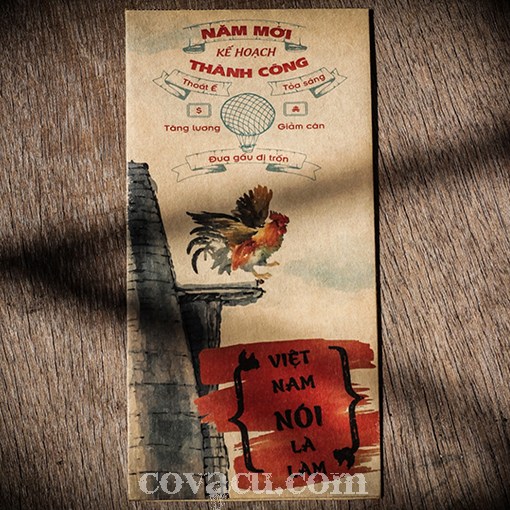 NĂM MỚI
KẾ HOẠCH
THÀNH CÔNG
Thoát Ế
Tỏa sáng
$
Tăng lương
Giảm cân
Đưa gấu đi trốn
VIỆT
NAM
NÓI
LÀ
LÀM
covacu.com